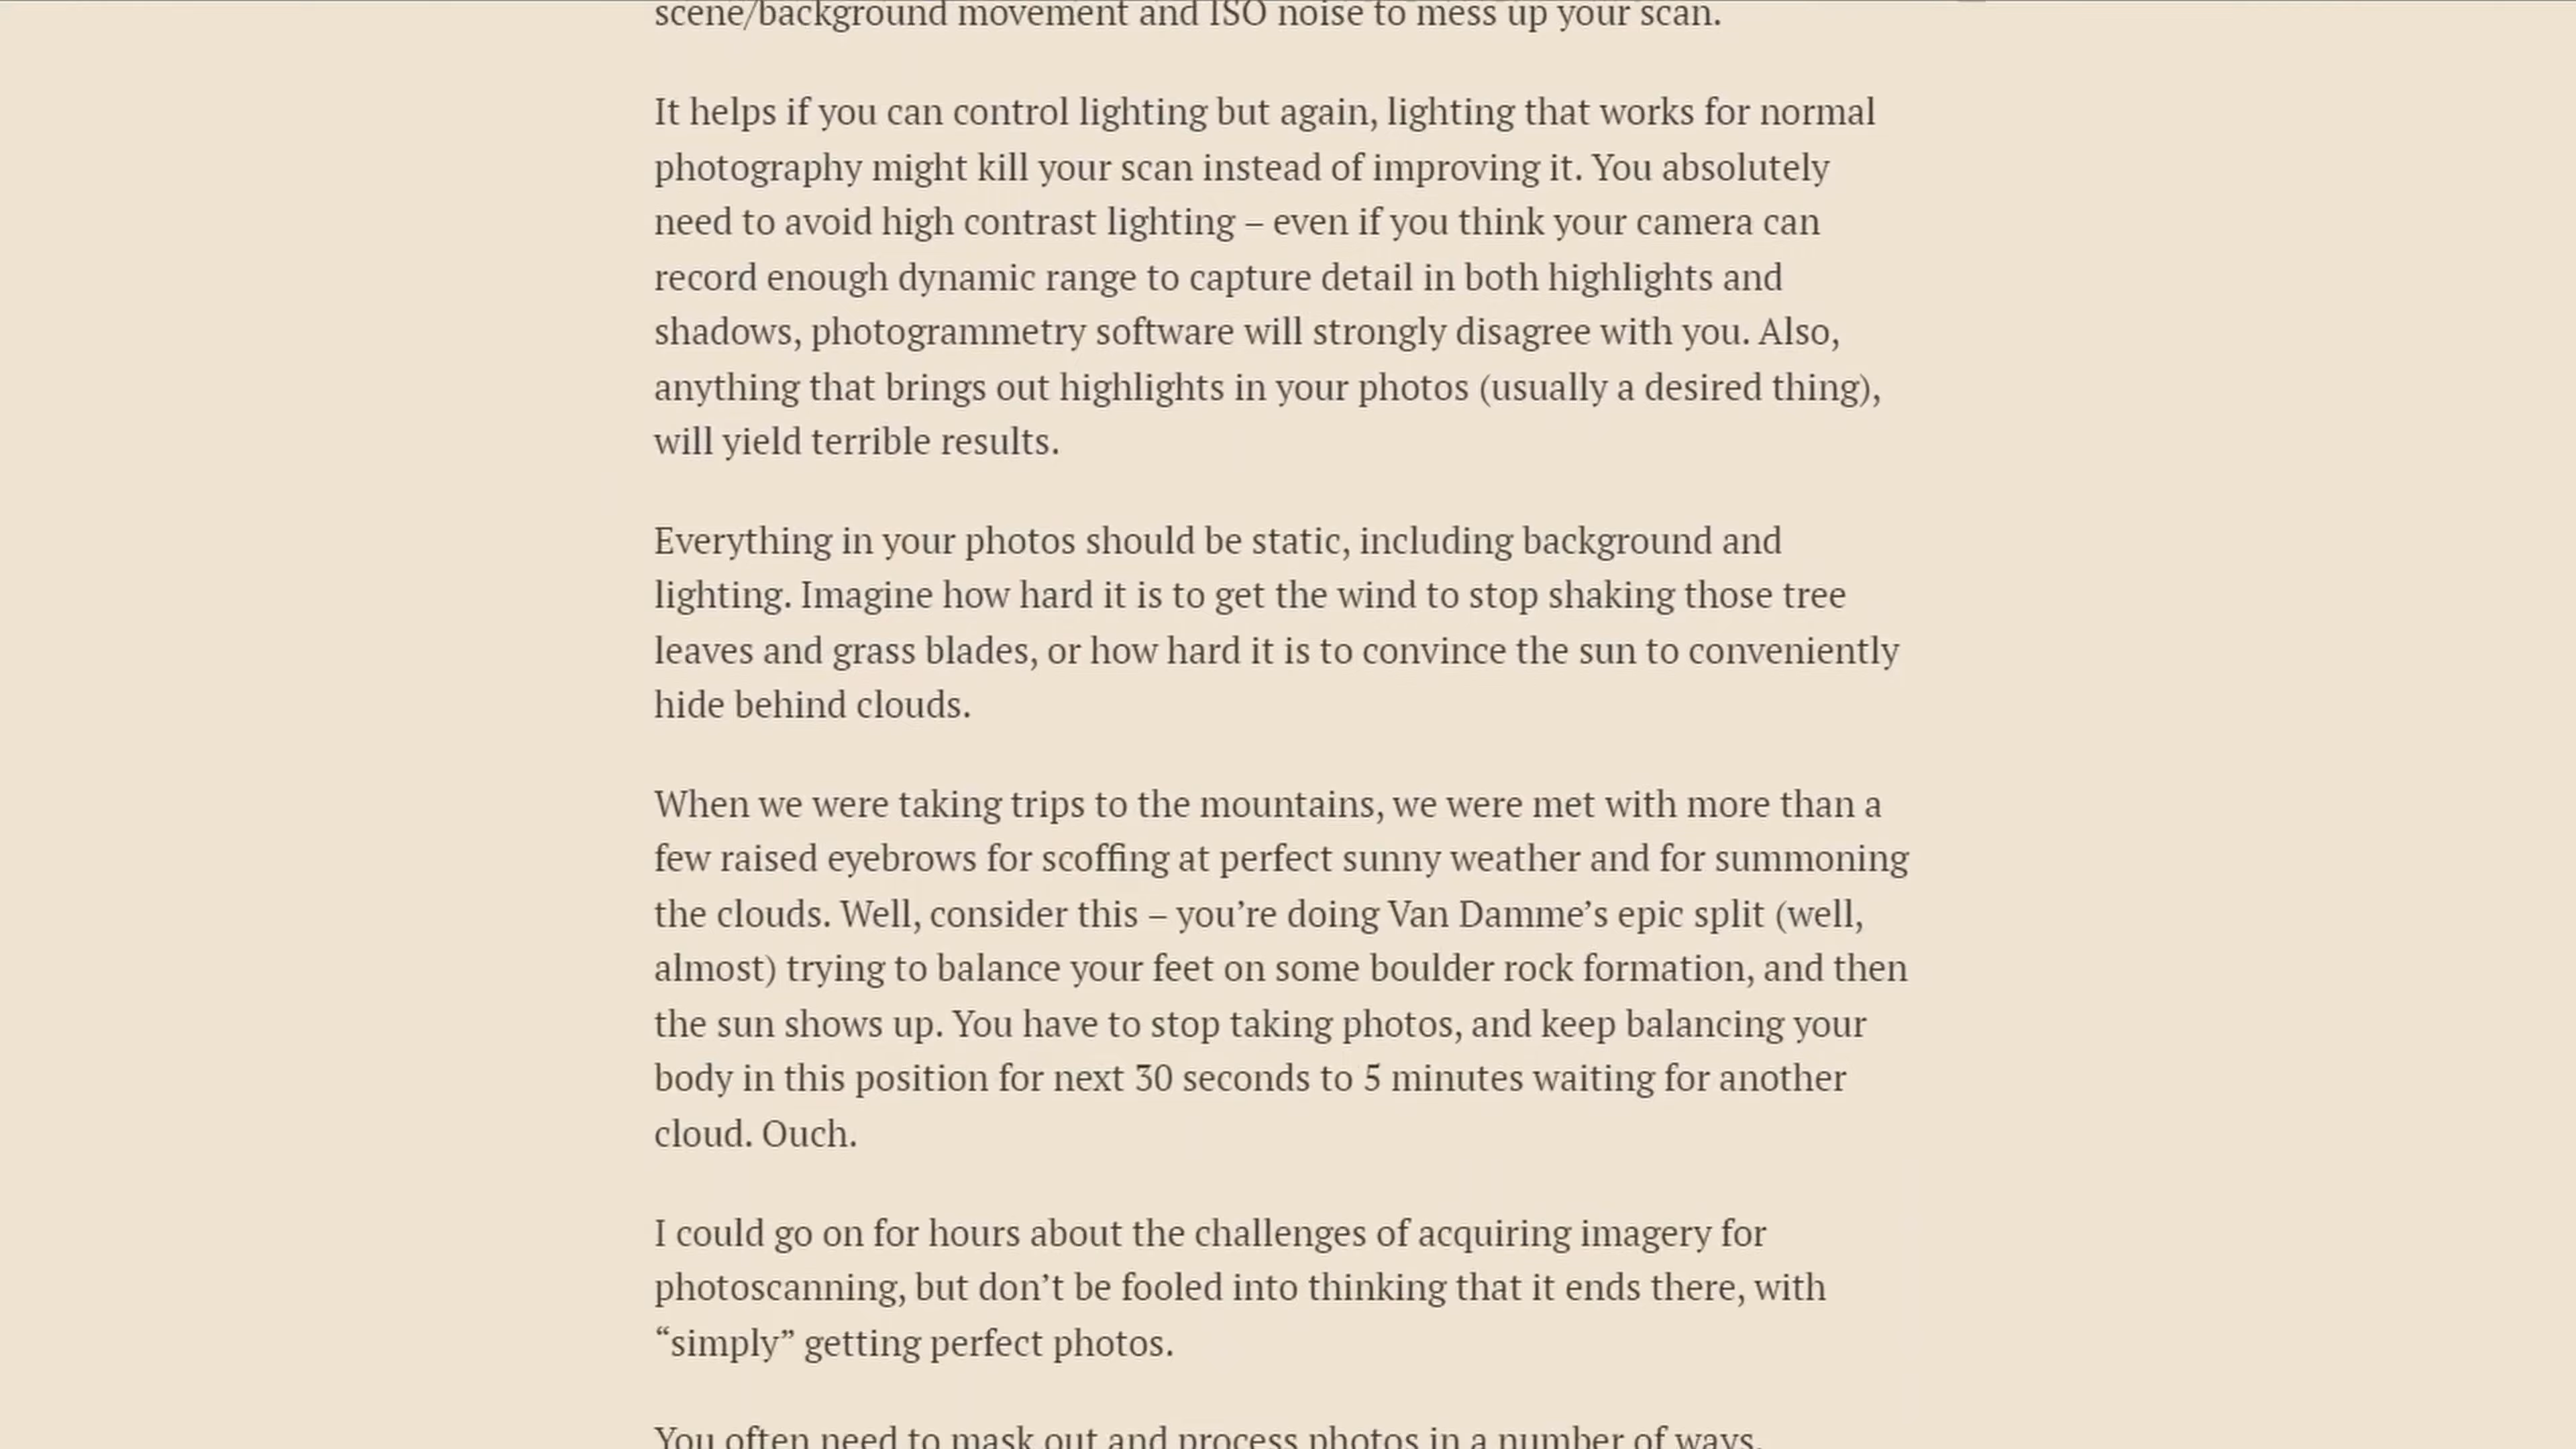 scene/background movement and ISO noise to mess up your scan.
It helps if you can control lighting but again, lighting that works for normal
photography might kill your scan instead of improving it. You absolutely
need to avoid high contrast lighting – even if you think your camera can
record enough dynamic range to capture detail in both highlights and
shadows, photogrammetry software will strongly disagree with you. Also,
anything that brings out highlights in your photos (usually a desired thing),
will yield terrible results.
Everything in your photos should be static, including background and
lighting. Imagine how hard it is to get the wind to stop shaking those tree
leaves and grass blades, or how hard it is to convince the sun to conveniently
hide behind clouds.
When we were taking trips to the mountains, we were met with more than a
few raised eyebrows for scoffing at perfect sunny weather and for summoning
the clouds. Well, consider this – you’re doing Van Damme’s epic split (well,
almost) trying to balance your feet on some boulder rock formation, and then
the sun shows up. You have to stop taking photos, and keep balancing your
body in this position for next 30 seconds to 5 minutes waiting for another
cloud. Ouch.
I could go on for hours about the challenges of acquiring imagery for
photoscanning, but don’t be fooled into thinking that it ends there, with
“simply” getting perfect photos.
You often need to mask out and process photos in a number of ways.